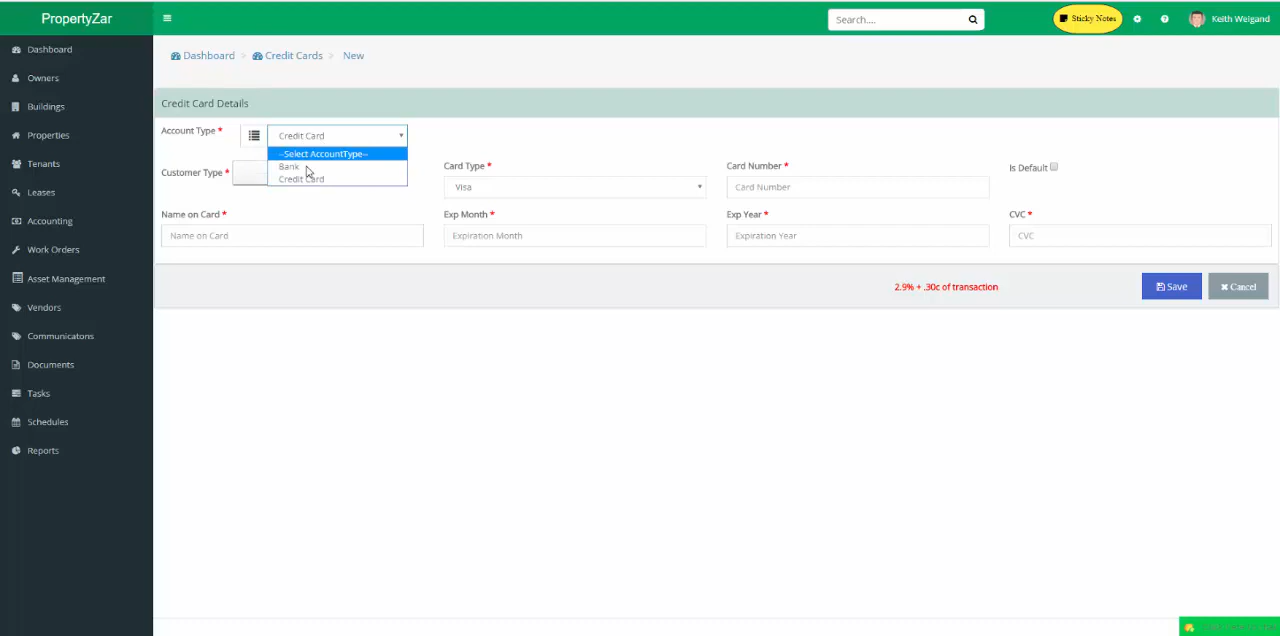 PropertyZar
Search....
Sticky Notes
Keith Weigand
Dashboard
Owners
Buildings
Properties
Tenants
Leases
Accounting
Work Orders
Asset Management
Vendors
Communicatons
Documents
Tasks
Schedules
Reports
Dashboard > Credit Cards > New
Credit Card Details
Account Type *
Credit Card
--Select AccountType--
Bank
Credit Card
Customer Type *
Card Type *
Visa
Card Number *
Card Number
Is Default
Name on Card *
Name on Card
Exp Month *
Expiration Month
Exp Year *
Expiration Year
CVC *
CVC
2.9% + .30c of transaction
Save
Cancel